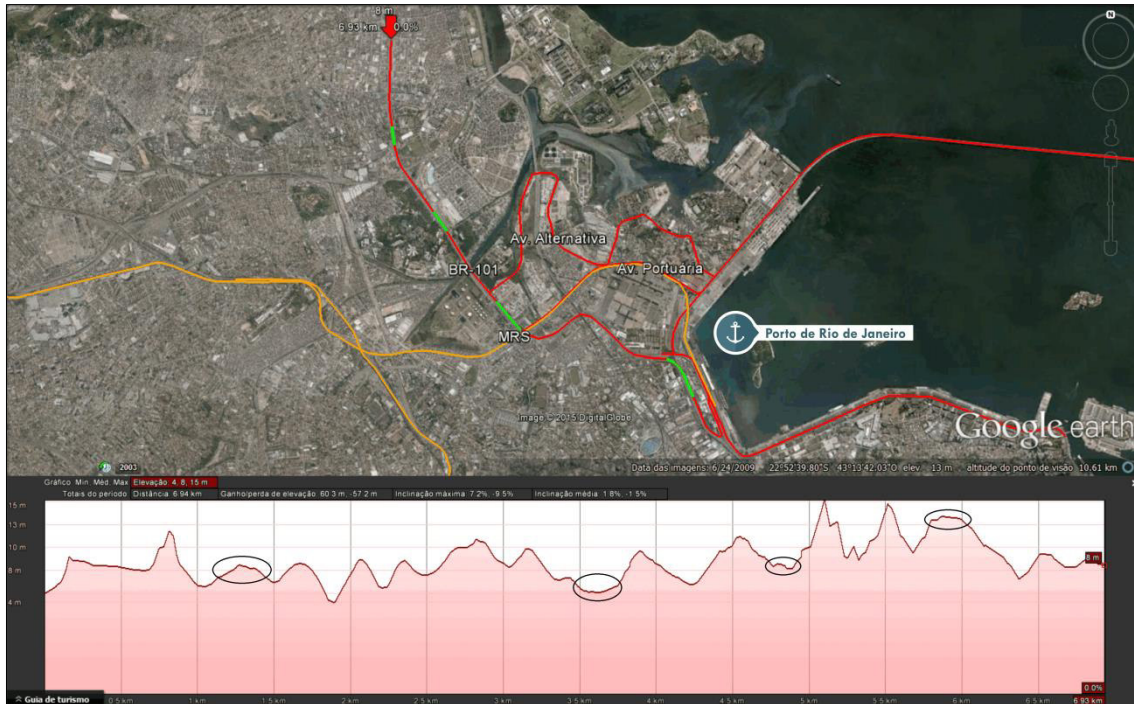 8 m
6.93 km 0.0%
N
Av. Alternativa
BR-101
Av. Portuária
MRS
Porto de Rio de Janeiro
Image © 2015 DigitalGlobe
Google earth
2003
Data das imagens: 6/24/2009 22°52'39.80"S 43°13'42.03"O elev 13 m altitude do ponto de visão 10.61 km
Gráfico Mín. Méd. Máx Elevação: 4, 8, 15 m
Totais do período: Distância: 6.94 km Ganho/perda de elevação: 60.3 m, -57.2 m Inclinação máxima: 7.2%, -9.5% Inclinação média: 1.8%, -1.5%
15 m
13 m
10 m
8 m
8 m
4 m
0.0%
Guia de turismo 0.5 km 1 km 1.5 km 2 km 2.5 km 3 km 3.5 km 4 km 4.5 km 5 km 5.5 km 6 km 6.5 km 6.93 km